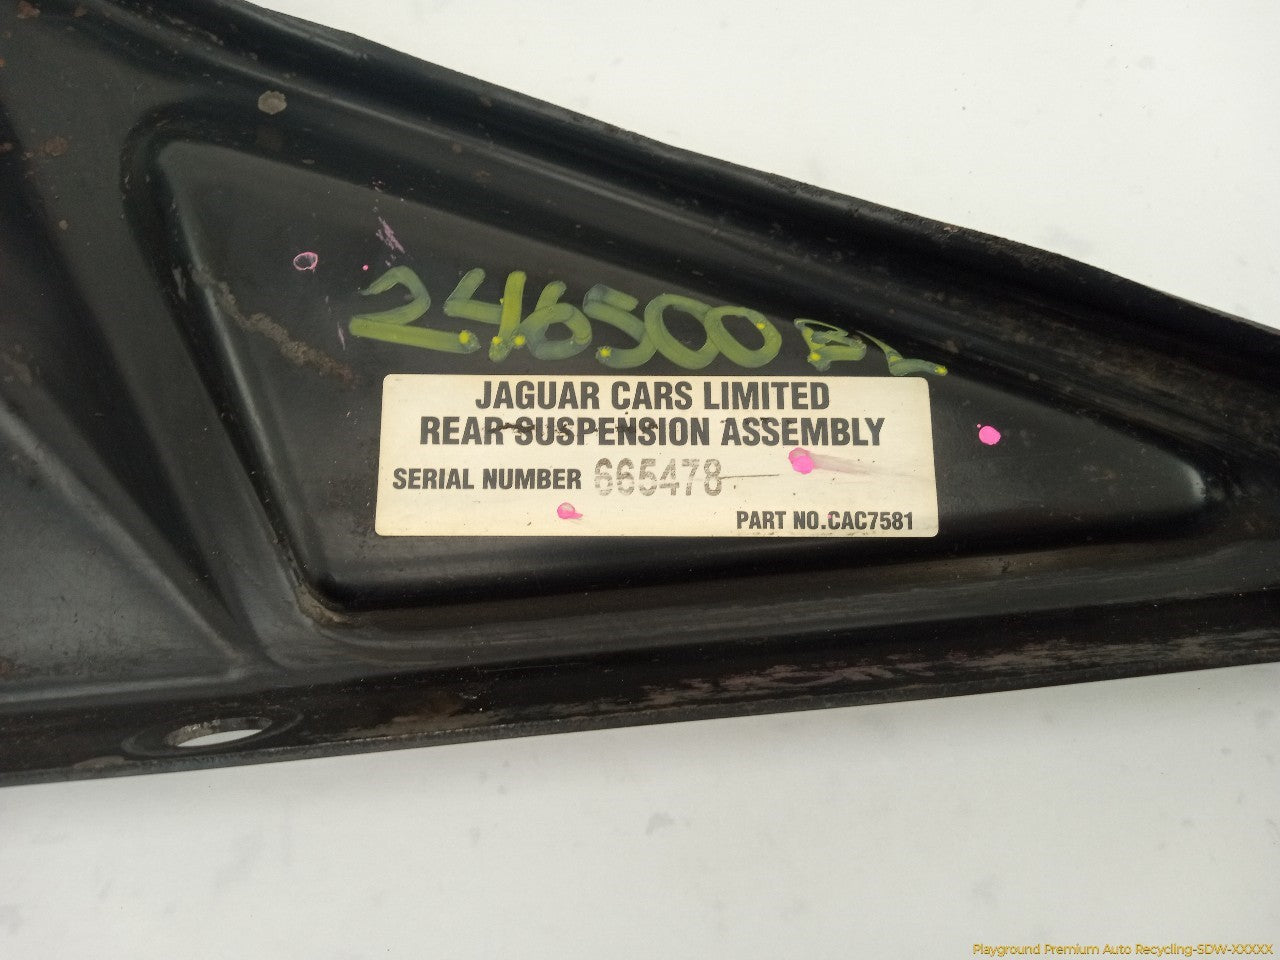 246500 BL
JAGUAR CARS LIMITED
REAR SUSPENSION ASSEMBLY
SERIAL NUMBER 665478
PART NO.CAC7581
Playground Premium Auto Recycling-SDW-XXXXX